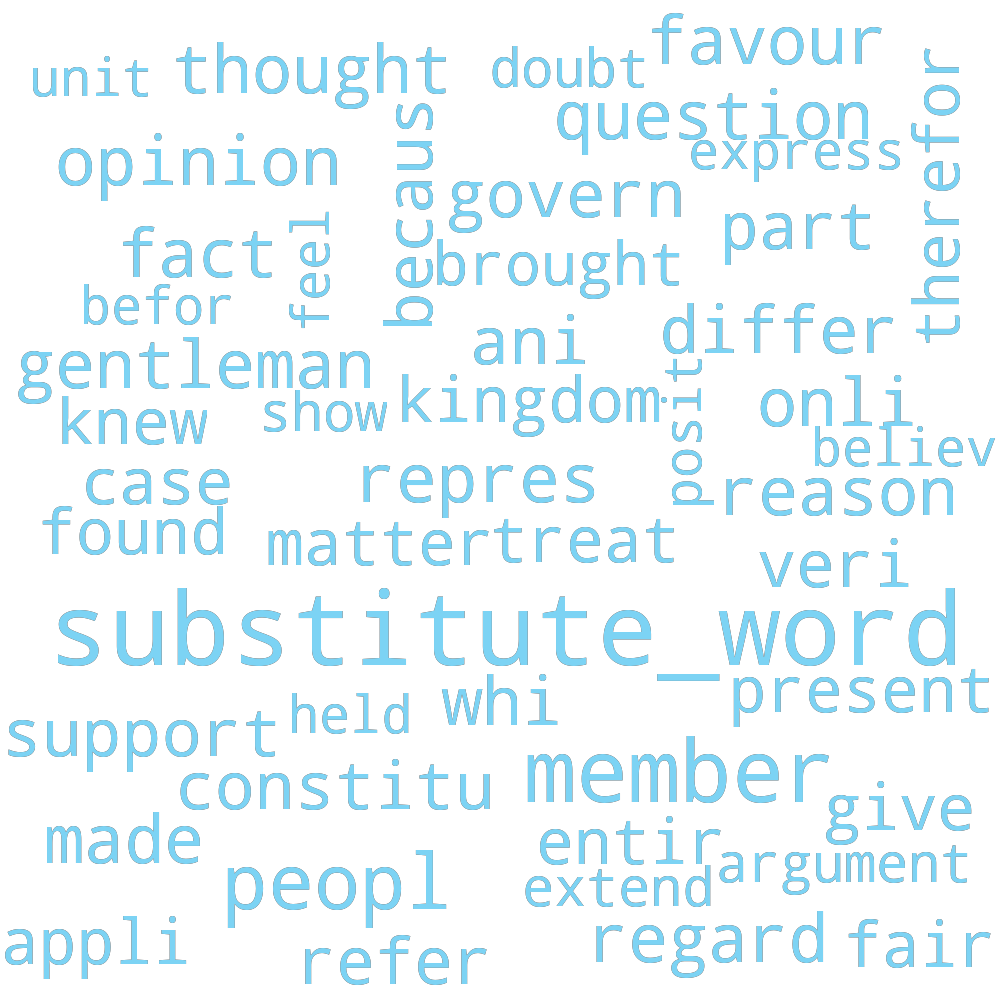 favour
unit
thought
doubt
therefor
question
becaus
opinion
express
govern
part
fact
feel
brought
befor
differ
ani
gentleman
kingdom
posit
onli
knew
show
believ
case
repres
reason
found
matter
treat
veri
substitute_word
present
support
held
whi
member
constitu
give
made
entir
argument
peopl
extend
regard
appli
refer
fair